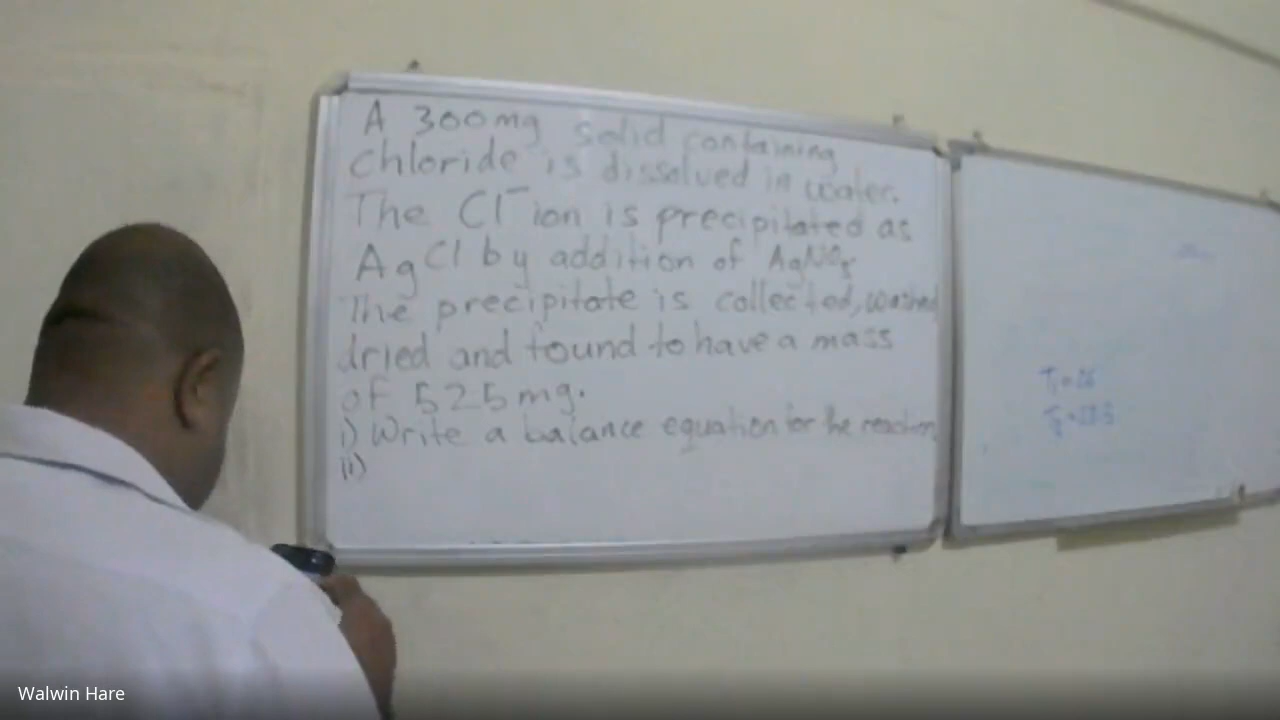 A 300mg solid containing
chloride is dissolved in water.
The Cl⁻ ion is precipitated as
AgCl by addition of AgNO₃
The precipitate is collected, washed
dried and found to have a mass
of 525mg.
i) Write a balance equation for the reaction
ii)
Walwin Hare